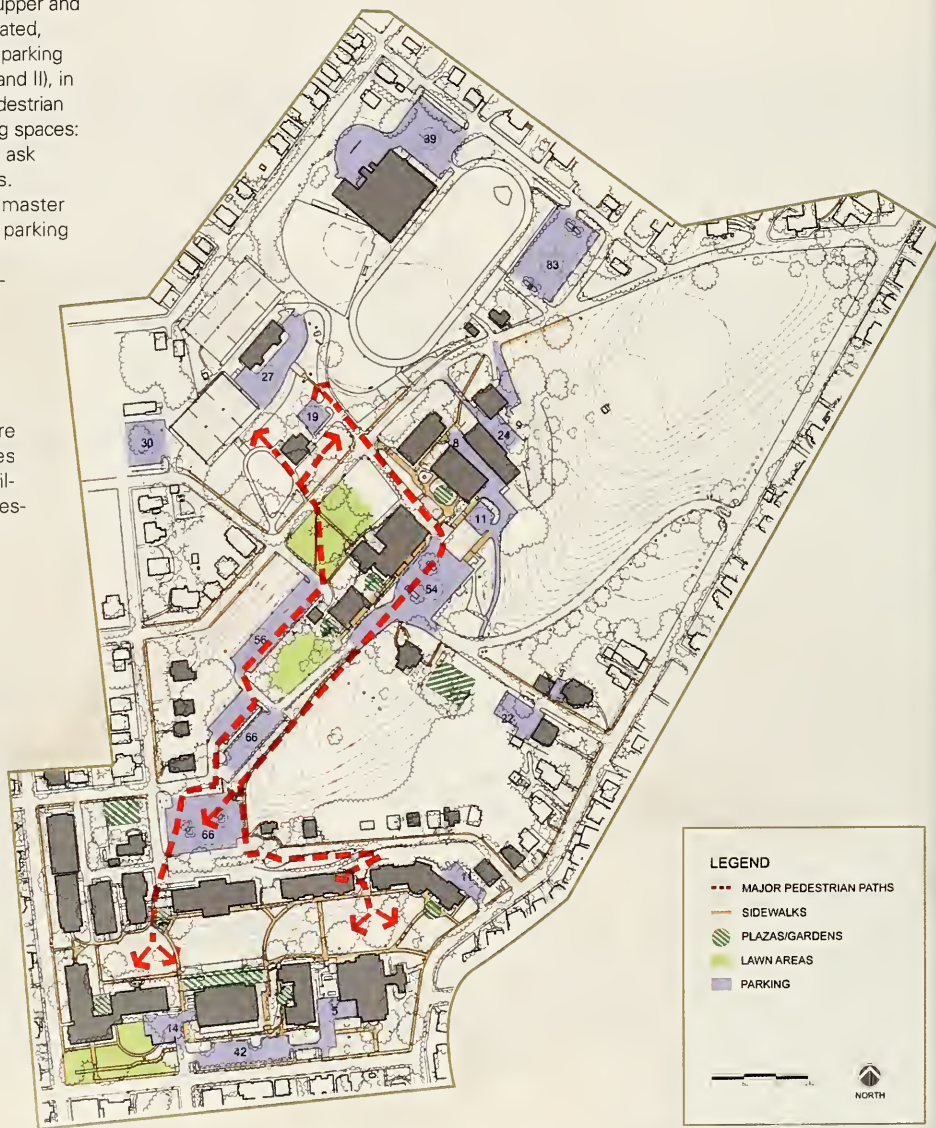 upper and
ated,
parking
and II), in
destrian
g spaces:
ask
s.
master
parking
–
re
es
il-
es-
39
83
27
19
30
8
24
11
54
56
66
27
66
11
14
5
42
LEGEND
MAJOR PEDESTRIAN PATHS
SIDEWALKS
PLAZAS/GARDENS
LAWN AREAS
PARKING
NORTH